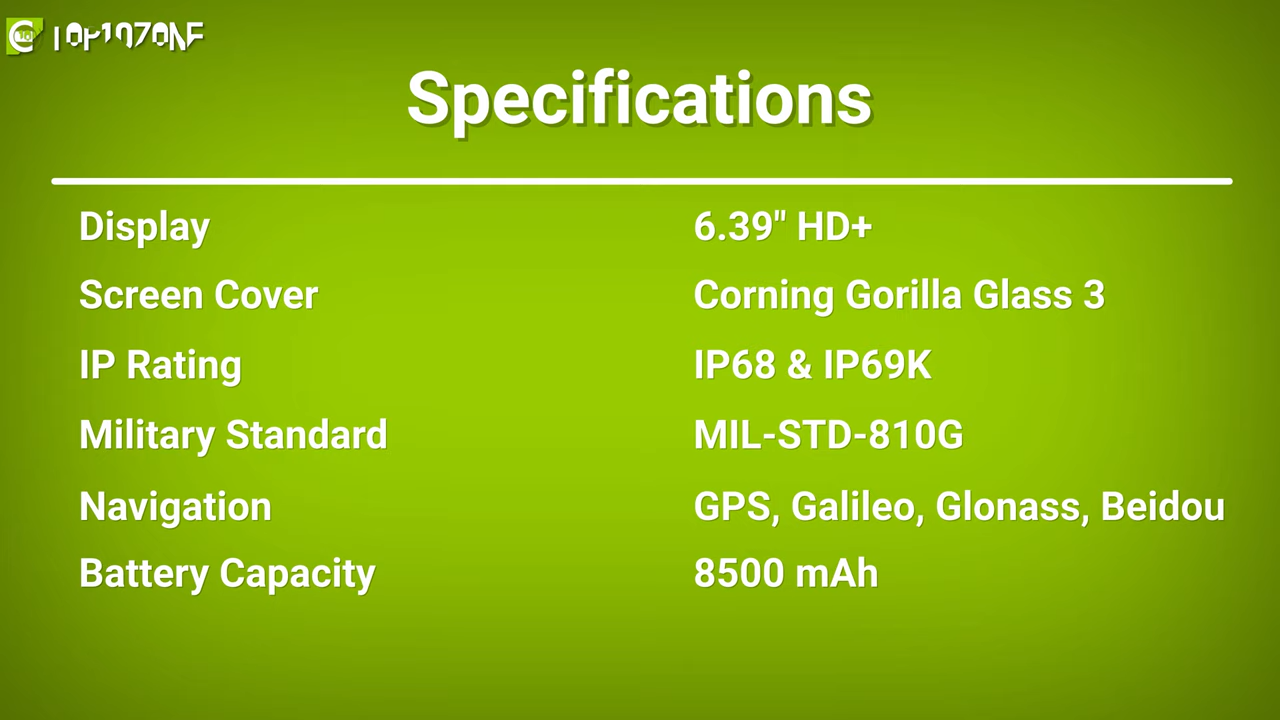 TOP10ZONE
Specifications
Display 6.39" HD+
Screen Cover Corning Gorilla Glass 3
IP Rating IP68 & IP69K
Military Standard MIL-STD-810G
Navigation GPS, Galileo, Glonass, Beidou
Battery Capacity 8500 mAh